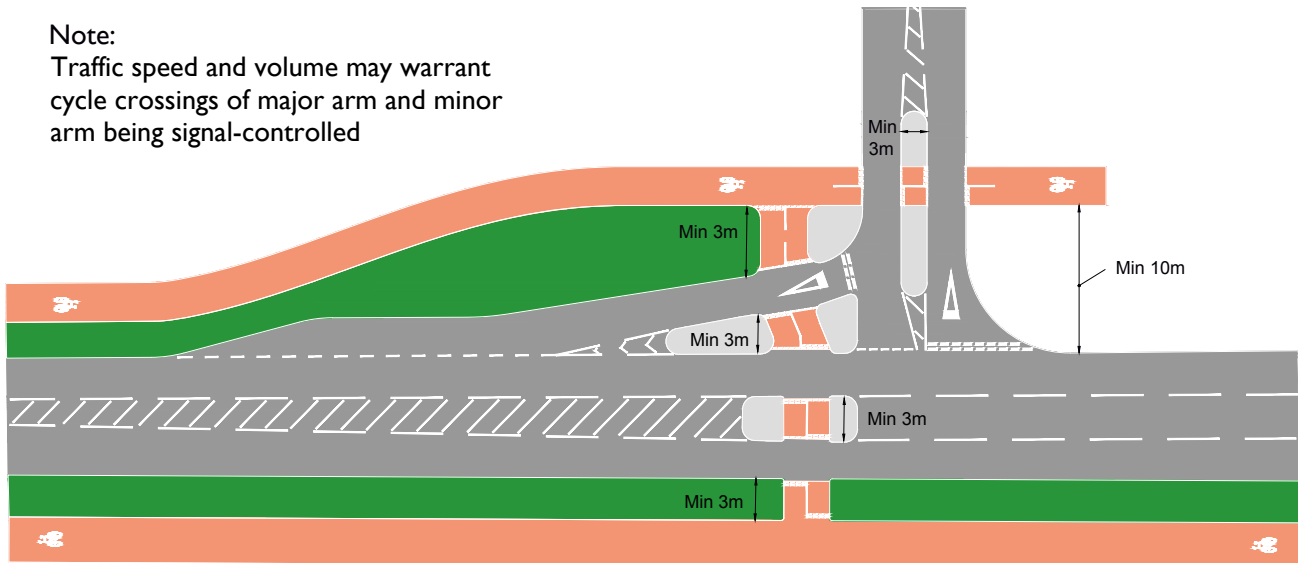 Note:
Traffic speed and volume may warrant
cycle crossings of major arm and minor
arm being signal-controlled
Min
3m
Min 3m
Min 10m
Min 3m
Min 3m
Min 3m